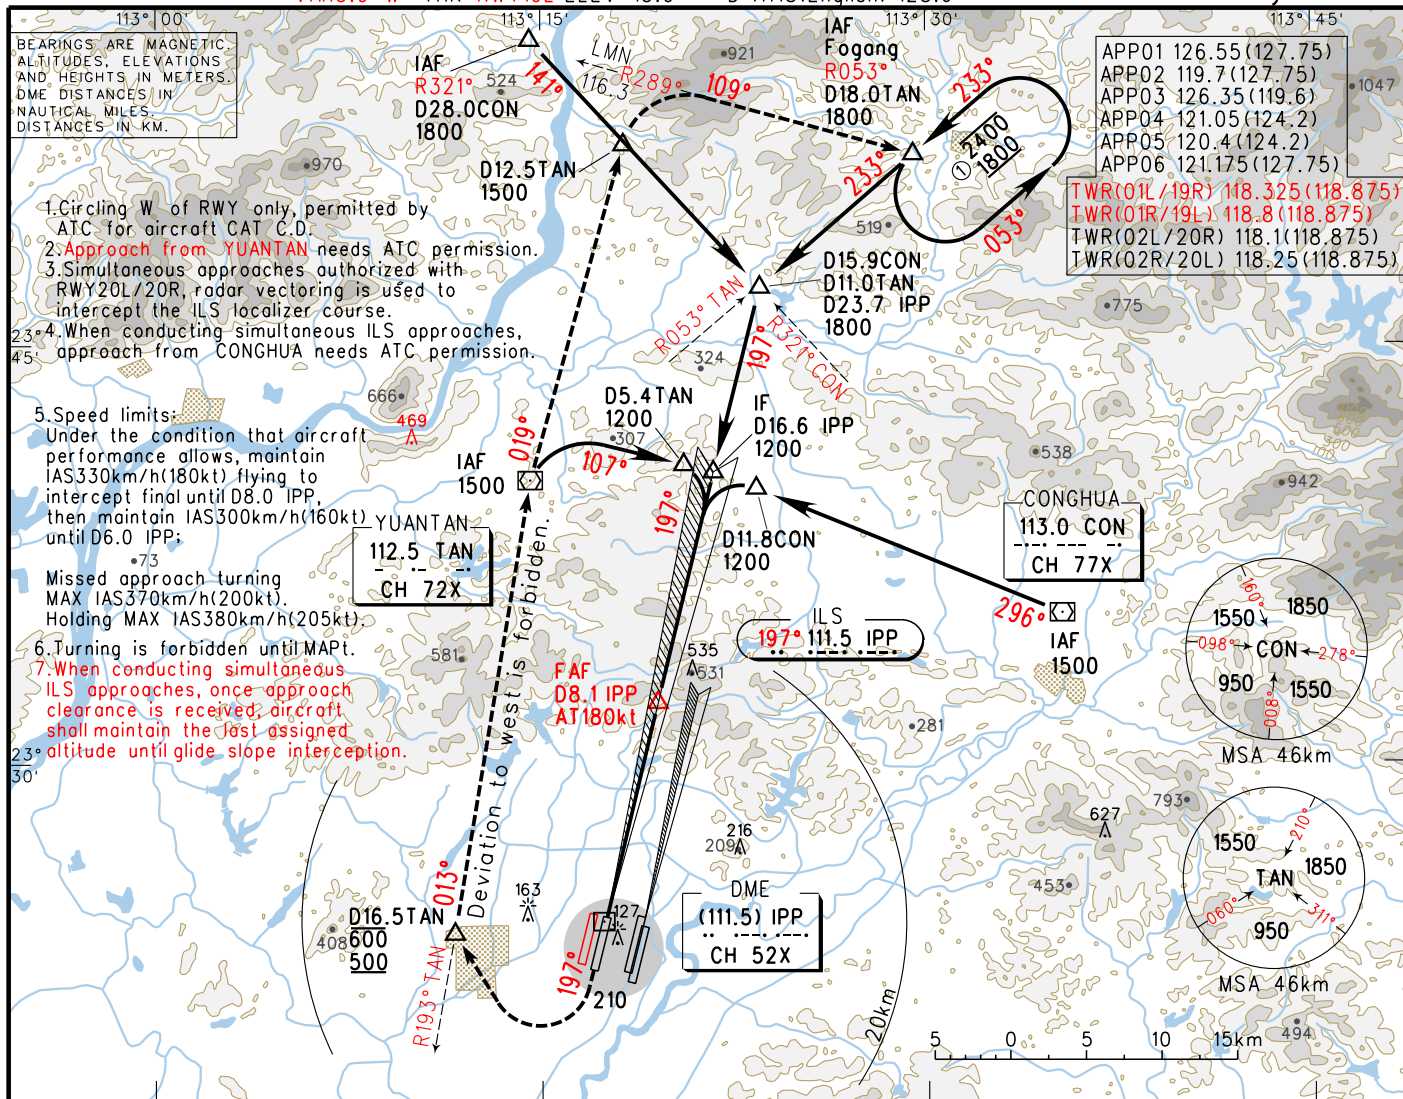 113° 00'
113° 15'
113° 30'
113° 45'
BEARINGS ARE MAGNETIC.
ALTITUDES, ELEVATIONS
AND HEIGHTS IN METERS.
DME DISTANCES IN
NAUTICAL MILES.
DISTANCES IN KM.
IAF
R321°
D28.0CON
1800
524
141°
LMN
116.3
R289°
921
109°
IAF
Fogang
R053°
D18.0TAN
1800
233°
① 2400
1800
233°
053°
519
APP01 126.55(127.75)
APP02 119.7(127.75)
APP03 126.35(119.6)
APP04 121.05(124.2)
APP05 120.4(124.2)
APP06 121.175(127.75)
1047
TWR(01L/19R) 118.325(118.875)
TWR(01R/19L) 118.8(118.875)
TWR(02L/20R) 118.1(118.875)
TWR(02R/20L) 118.25(118.875)
970
D12.5TAN
1500
1.Circling W of RWY only, permitted by
ATC for aircraft CAT C.D.
2.Approach from YUANTAN needs ATC permission.
3.Simultaneous approaches authorized with
RWY20L/20R, radar vectoring is used to
intercept the ILS localizer course.
4.When conducting simultaneous ILS approaches,
approach from CONGHUA needs ATC permission.
23°
45'
D15.9CON
D11.0TAN
D23.7 IPP
1800
R053° TAN
R321° CON
197°
324
775
666
469
5.Speed limits:
Under the condition that aircraft
performance allows, maintain
IAS330km/h(180kt) flying to
intercept final until D8.0 IPP,
then maintain IAS300km/h(160kt)
until D6.0 IPP;
73
Missed approach turning
MAX IAS370km/h(200kt).
Holding MAX IAS380km/h(205kt).
6.Turning is forbidden until MAPt.
7.When conducting simultaneous
ILS approaches, once approach
clearance is received, aircraft
shall maintain the last assigned
altitude until glide slope interception.
23°
30'
D5.4 TAN
1200
IF
D16.6 IPP
1200
019°
307
107°
IAF
1500
538
942
YUANTAN
112.5 TAN
CH 72X
197°
D11.8CON
1200
CONGHUA
113.0 CON
CH 77X
296°
IAF
1500
ILS
197° 111.5 IPP
535
531
581
FAF
D8.1 IPP
AT180kt
Deviation to west is forbidden.
281
160°
1550
1850
098°
CON
278°
950
1550
008°
MSA 46km
793
627
216
209
453
1550
210°
1850
TAN
060°
311°
950
MSA 46km
013°
163
408
D16.5TAN
600
500
R193° TAN
127
197°
210
DME
(111.5) IPP
CH 52X
20km
494
5 0 5 10 15km